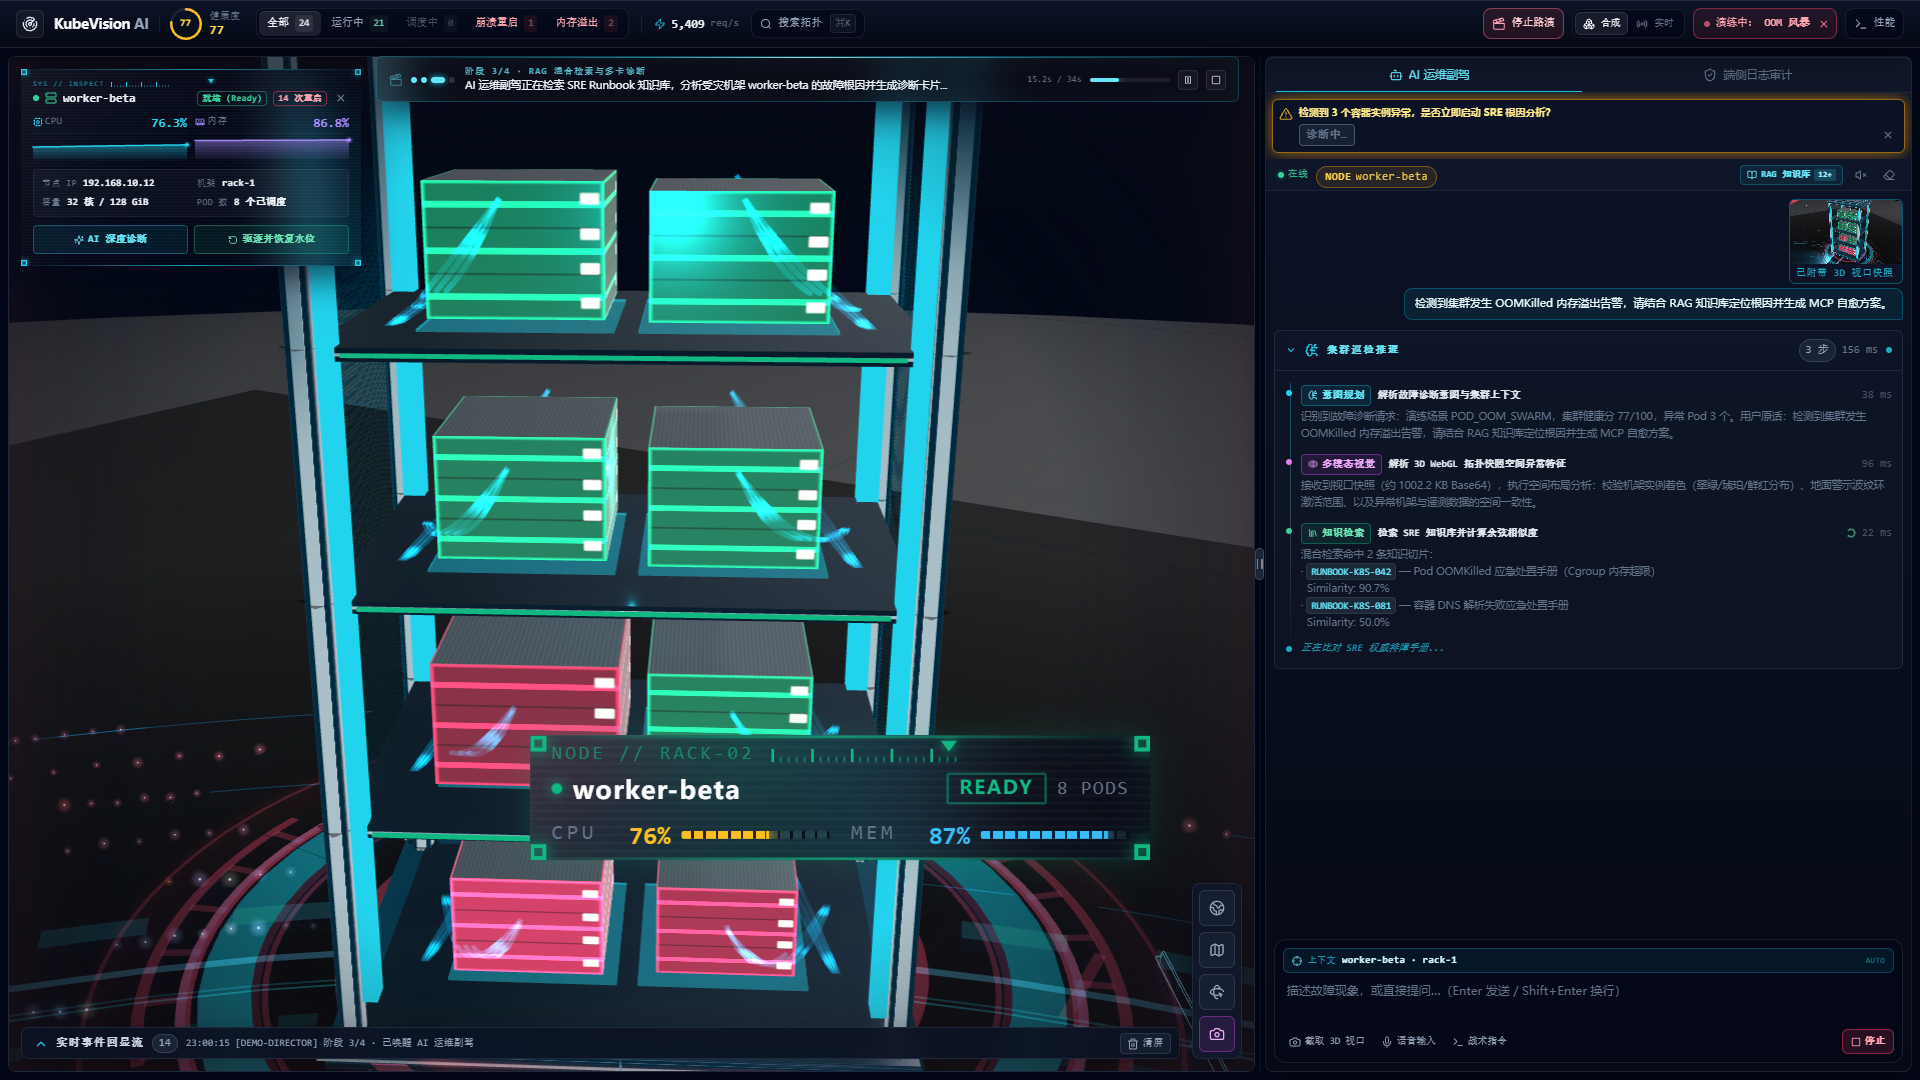 KubeVision AI
77
健康度
77
全部 24
运行中 21
调度中 0
崩溃重启 1
内存溢出 2
5,409 req/s
搜索拓扑 ⌘K
停止路演
合成
实时
演练中： OOM 风暴 ×
性能
SYS // INSPECT
worker-beta
就绪 (Ready)
14 次重启
CPU 76.3%
内存 86.8%
节点 IP 192.168.10.12
机架 rack-1
容量 32 核 / 128 GiB
POD 数 8 个已调度
AI 深度诊断
驱逐并恢复水位
阶段 3/4 · RAG 混合检索与多卡诊断
AI 运维副驾正在检索 SRE Runbook 知识库，分析受灾机架 worker-beta 的故障根因并生成诊断卡片...
15.2s / 34s
NODE // RACK-02
worker-beta
READY
8 PODS
CPU 76%
MEM 87%
实时事件回显流 14 23:00:15 [DEMO-DIRECTOR] 阶段 3/4 · 已唤醒 AI 运维副驾
清屏
AI 运维副驾
端侧日志审计
检测到 3 个容器实例异常，是否立即启动 SRE 根因分析?
诊断中...
在线
NODE worker-beta
RAG 知识库 12+
已附带 3D 视口快照
检测到集群发生 OOMKilled 内存溢出告警，请结合 RAG 知识库定位根因并生成 MCP 自愈方案。
集群巡检推理
3 步
156 ms
意图规划 解析故障诊断意图与集群上下文 38 ms
识别到故障诊断请求：演练场景 POD_OOM_SWARM，集群健康分 77/100，异常 Pod 3 个。用户原话：检测到集群发生
OOMKilled 内存溢出告警，请结合 RAG 知识库定位根因并生成 MCP 自愈方案。
多模态视觉 解析 3D WebGL 拓扑快照空间异常特征 96 ms
接收到视口快照（约 1002.2 KB Base64），执行空间布局分析：校验机架实例着色（翠绿/琥珀/鲜红分布）、地面警示波纹环
激活范围、以及异常机架与遥测数据的空间一致性。
知识检索 检索 SRE 知识库并计算余弦相似度 22 ms
混合检索命中 2 条知识切片：
· RUNBOOK-K8S-042 — Pod OOMKilled 应急处置手册（Cgroup 内存超限）
Similarity: 90.7%
· RUNBOOK-K8S-081 — 容器 DNS 解析失败应急处置手册
Similarity: 50.0%
正在比对 SRE 权威排障手册...
上下文 worker-beta · rack-1 AUTO
描述故障现象，或直接提问...（Enter 发送 / Shift+Enter 换行）
截取 3D 视口
语音输入
战术指令
停止